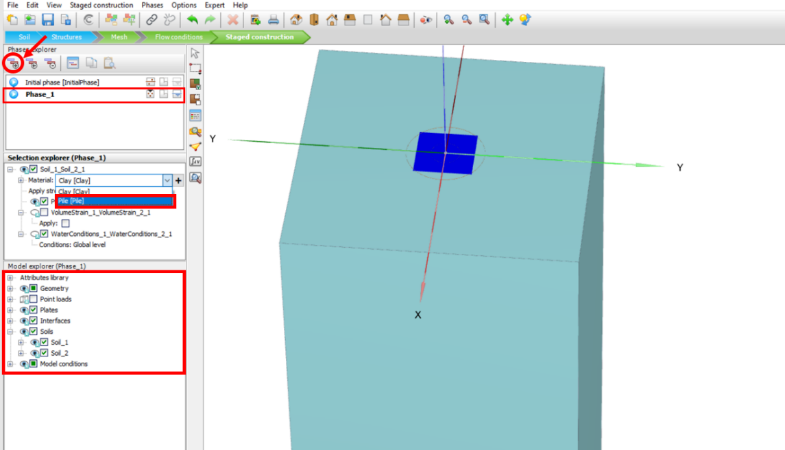 File Edit View Staged construction Phases Options Expert Help
Soil Structures Mesh Flow conditions Staged construction
Phases explorer
Initial phase [InitialPhase]
Phase_1
Selection explorer (Phase_1)
Soil_1_Soil_2_1
Material: Clay [Clay]
Apply stre Clay [Clay]
P Pile [Pile]
VolumeStrain_1_VolumeStrain_2_1
Apply:
WaterConditions_1_WaterConditions_2_1
Conditions: Global level
Model explorer (Phase_1)
Attributes library
Geometry
Point loads
Plates
Interfaces
Soils
Soil_1
Soil_2
Model conditions
Y
Y
X